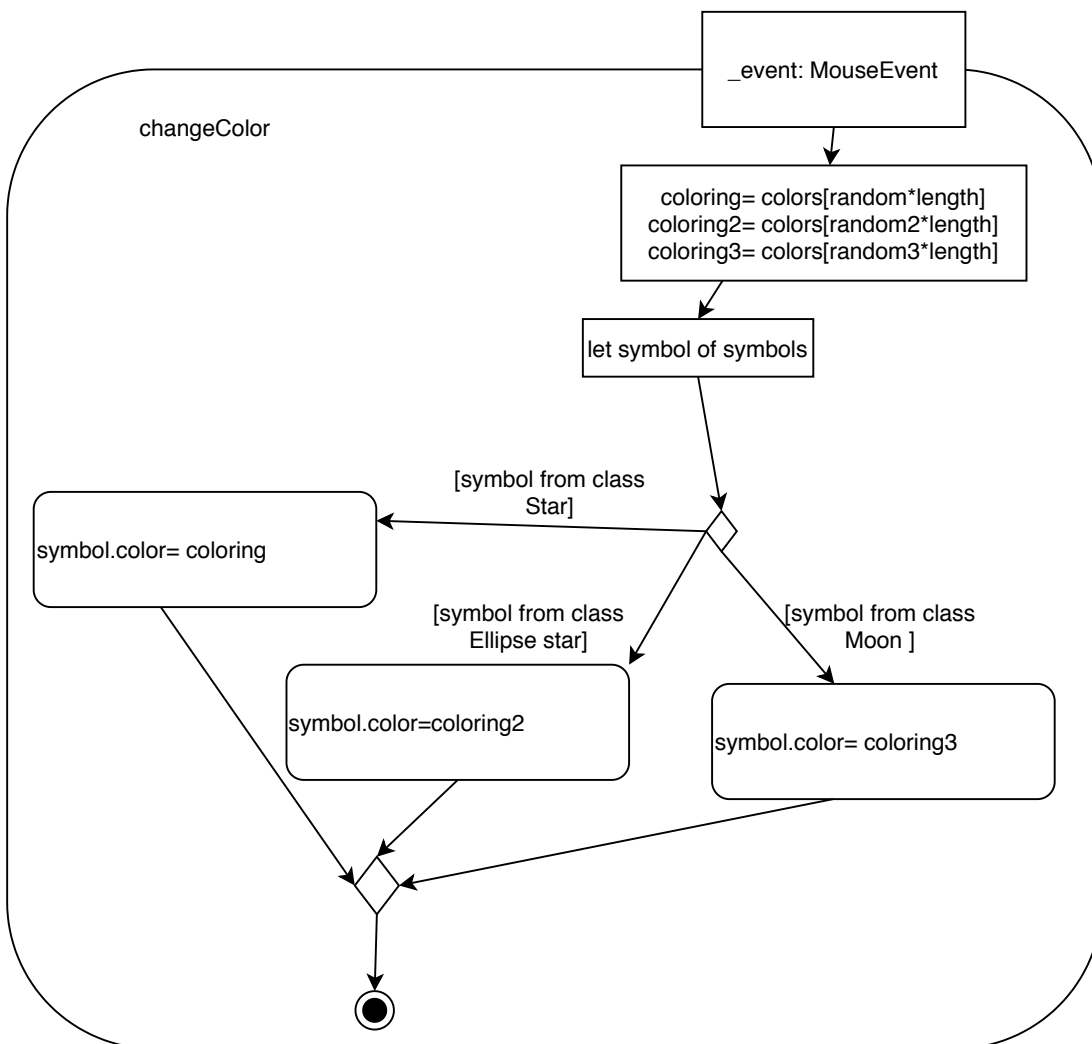 _event: MouseEvent
changeColor
coloring= colors[random*length]
coloring2= colors[random2*length]
coloring3= colors[random3*length]
let symbol of symbols
[symbol from class
Star]
symbol.color= coloring
[symbol from class
Ellipse star]
[symbol from class
Moon ]
symbol.color=coloring2
symbol.color= coloring3